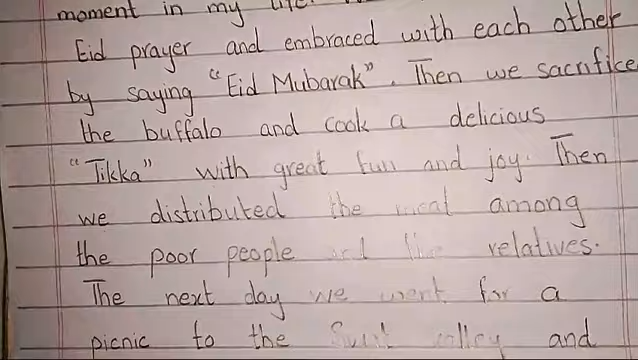 moment in my
Eid prayer and embraced with each other
by saying "Eid Mubarak". Then we sacrifice
the buffalo and cook a delicious
"Tikka" with great fun and joy. Then
we distributed the meat among
the poor people and relatives.
The next day we went for a
picnic to the Swat valley and